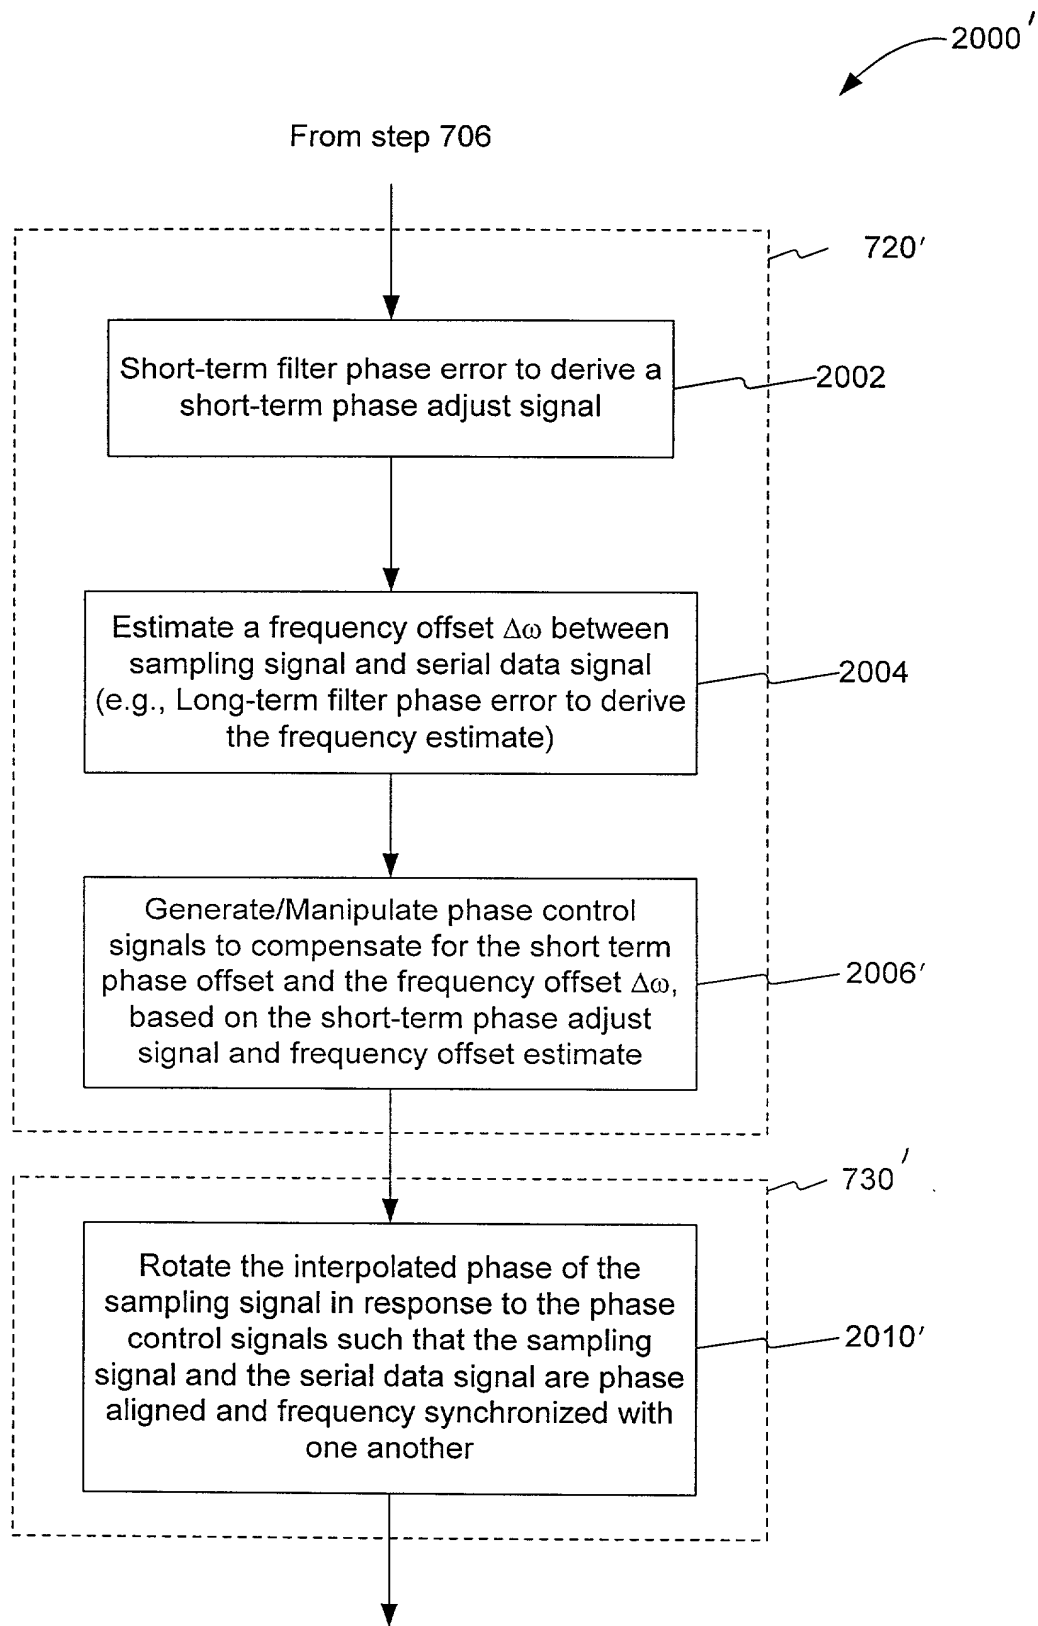 2000′
From step 706
720′
Short-term filter phase error to derive a
short-term phase adjust signal
2002
Estimate a frequency offset Δω between
sampling signal and serial data signal
(e.g., Long-term filter phase error to derive
the frequency estimate)
2004
Generate/Manipulate phase control
signals to compensate for the short term
phase offset and the frequency offset Δω,
based on the short-term phase adjust
signal and frequency offset estimate
2006′
730′
Rotate the interpolated phase of the
sampling signal in response to the phase
control signals such that the sampling
signal and the serial data signal are phase
aligned and frequency synchronized with
one another
2010′